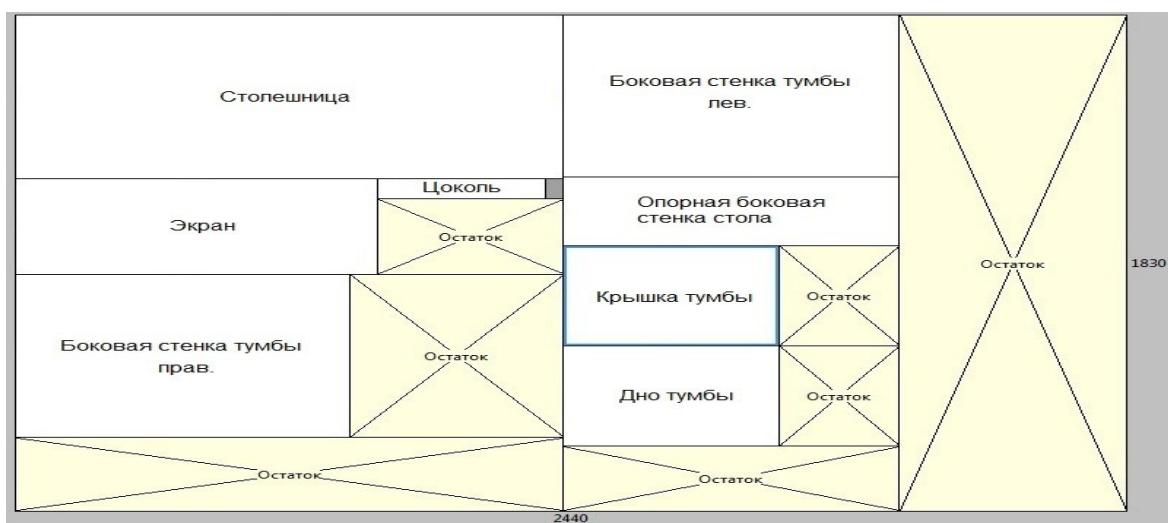 Столешница
Боковая стенка тумбы
лев.
Цоколь
Экран
Остаток
Опорная боковая
стенка стола
Остаток
1830
Крышка тумбы
Остаток
Боковая стенка тумбы
прав.
Остаток
Дно тумбы
Остаток
Остаток
Остаток
2440